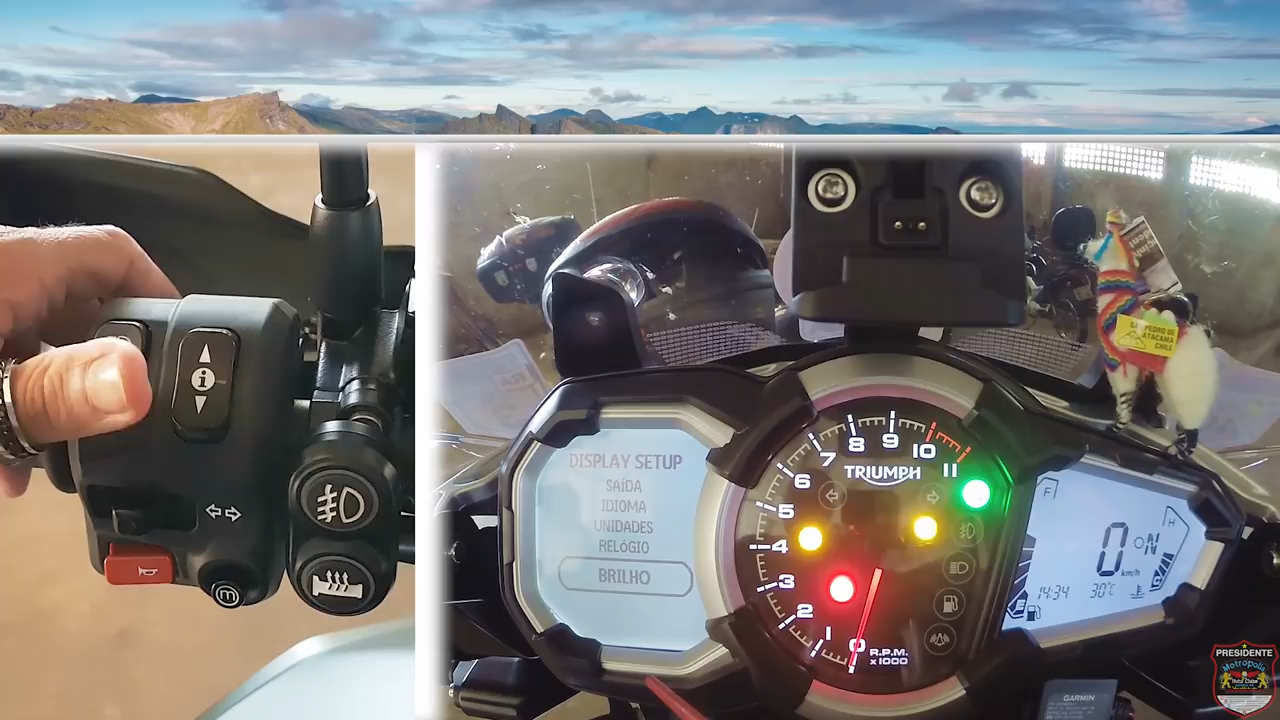 i
m
DISPLAY SETUP
SAÍDA
IDIOMA
UNIDADES
RELóGIO
BRILHO
0
1
2
3
4
5
6
7
8
9
10
11
TRIUMPH
R.P.M.
x1000
F
H
0
N
km/h
14:34
30°C
PEDRO DE
ATACAMA
CHILE
GARMIN
PRESIDENTE
Motrópolis